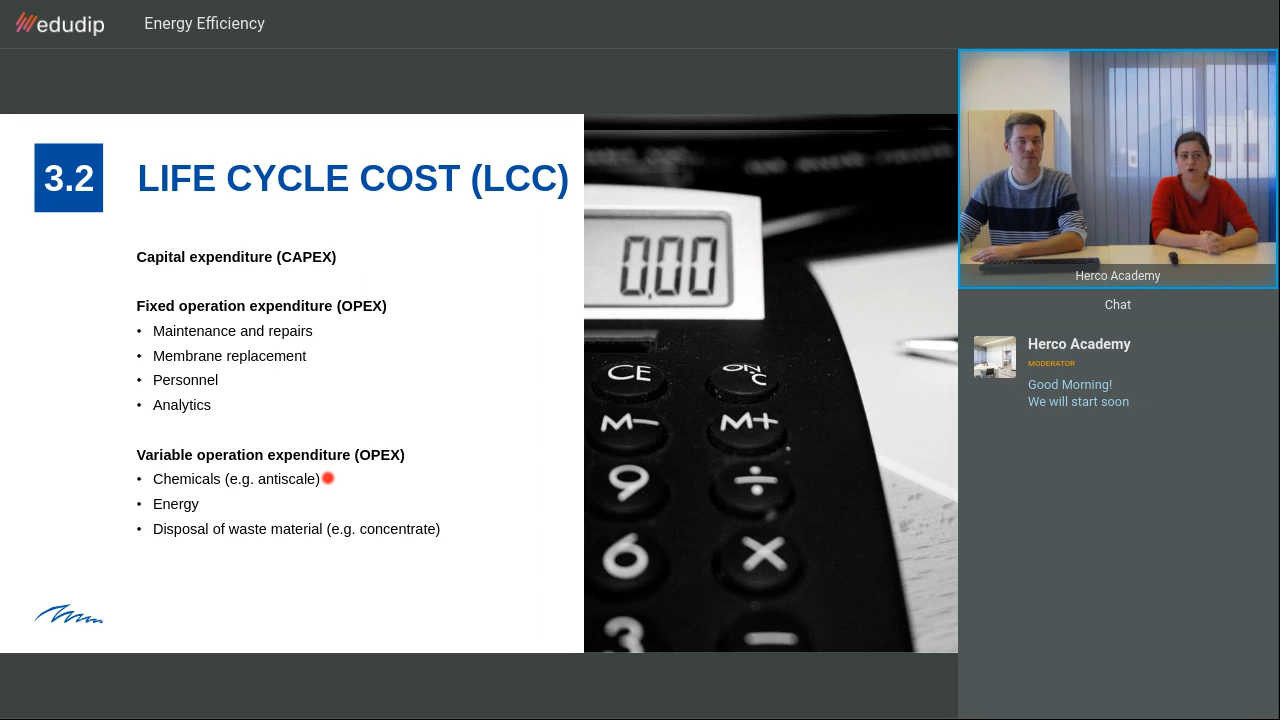 edudip
Energy Efficiency
3.2
LIFE CYCLE COST (LCC)
Capital expenditure (CAPEX)
Fixed operation expenditure (OPEX)
• Maintenance and repairs
• Membrane replacement
• Personnel
• Analytics
Variable operation expenditure (OPEX)
• Chemicals (e.g. antiscale)
• Energy
• Disposal of waste material (e.g. concentrate)
0.00
CE
ON/C
M−
M+
9
÷
6
×
3
−
Herco Academy
Chat
Herco Academy
MODERATOR
Good Morning!
We will start soon